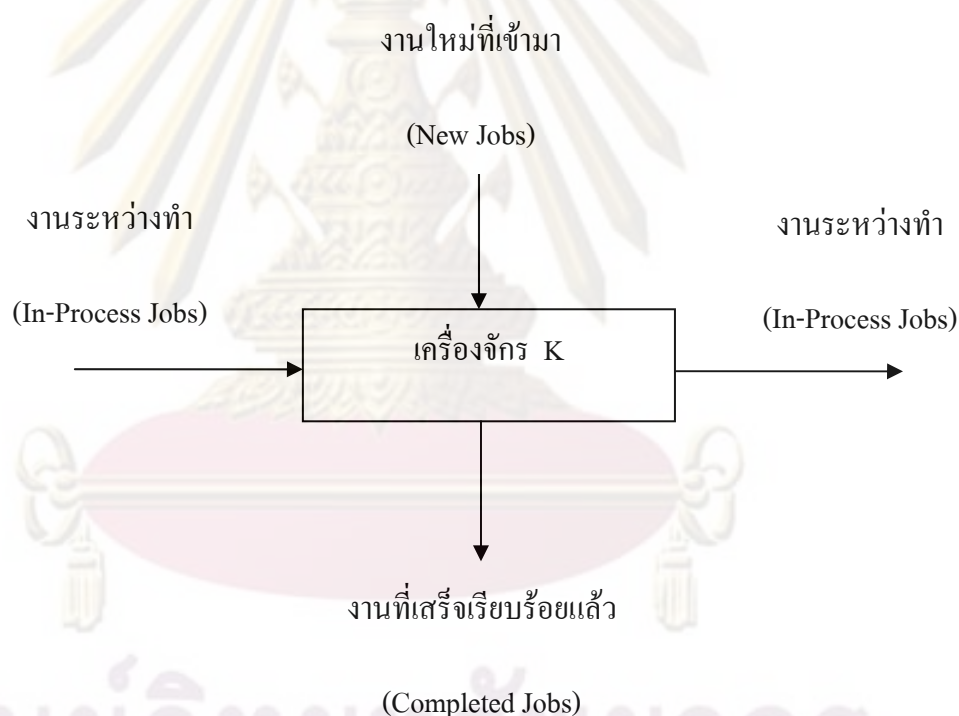 งานใหม่ที่เข้ามา
(New Jobs)
งานระหว่างทำ
(In-Process Jobs)
งานระหว่างทำ
(In-Process Jobs)
เครื่องจักร K
งานที่เสร็จเรียบร้อยแล้ว
(Completed Jobs)